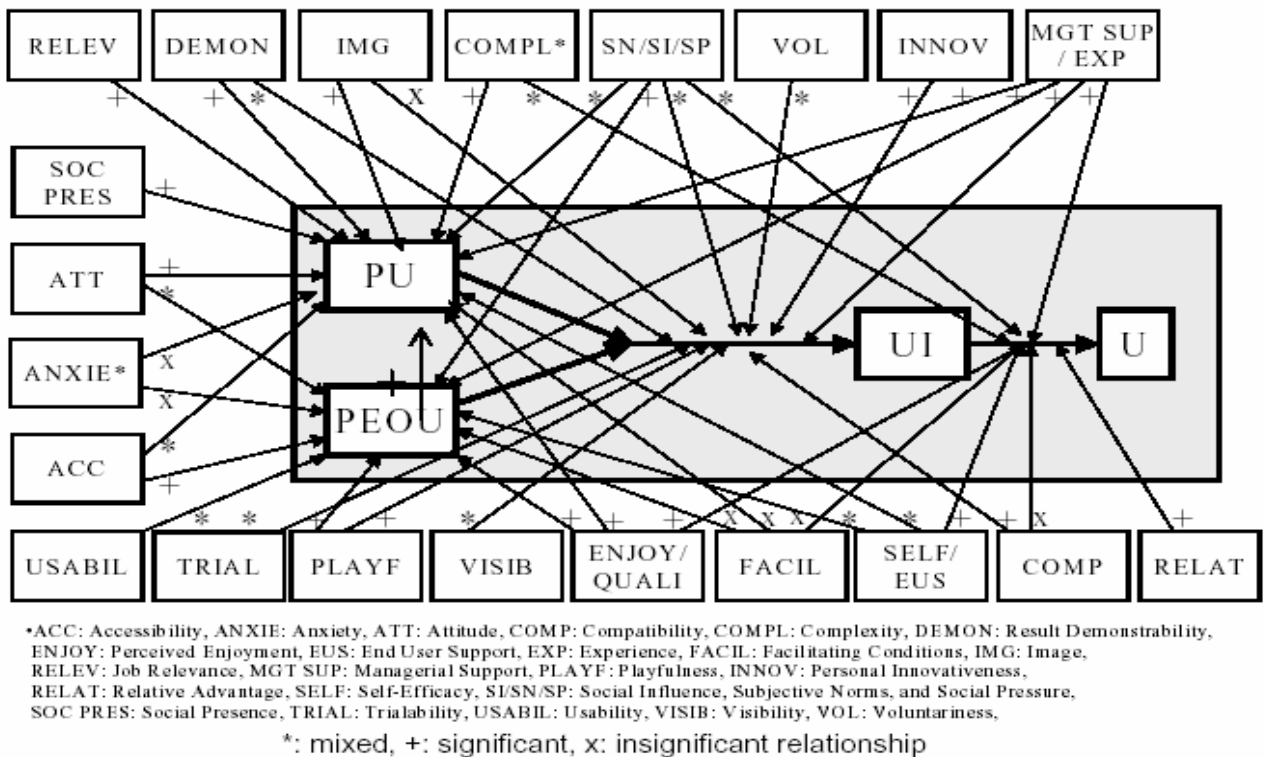 RELEV
DEMON
IMG
COMPL*
SN/SI/SP
VOL
INNOV
MGT SUP
/ EXP
+ + * + x + * * + * * * + + + + +
SOC
PRES
+
ATT
+
*
ANXIE*
x
x
ACC
*
+
PU
+
PEOU
UI
U
* * + + * + + + x x x * * + + x +
USABIL
TRIAL
PLAYF
VISIB
ENJOY/
QUALI
FACIL
SELF/
EUS
COMP
RELAT
*ACC: Accessibility, ANXIE: Anxiety, ATT: Attitude, COMP: Compatibility, COMPL: Complexity, DEMON: Result Demonstrability,
ENJOY: Perceived Enjoyment, EUS: End User Support, EXP: Experience, FACIL: Facilitating Conditions, IMG: Image,
RELEV: Job Relevance, MGT SUP: Managerial Support, PLAYF: Playfulness, INNOV: Personal Innovativeness,
RELAT: Relative Advantage, SELF: Self-Efficacy, SI/SN/SP: Social Influence, Subjective Norms, and Social Pressure,
SOC PRES: Social Presence, TRIAL: Trialability, USABIL: Usability, VISIB: Visibility, VOL: Voluntariness,
*: mixed, +: significant, x: insignificant relationship